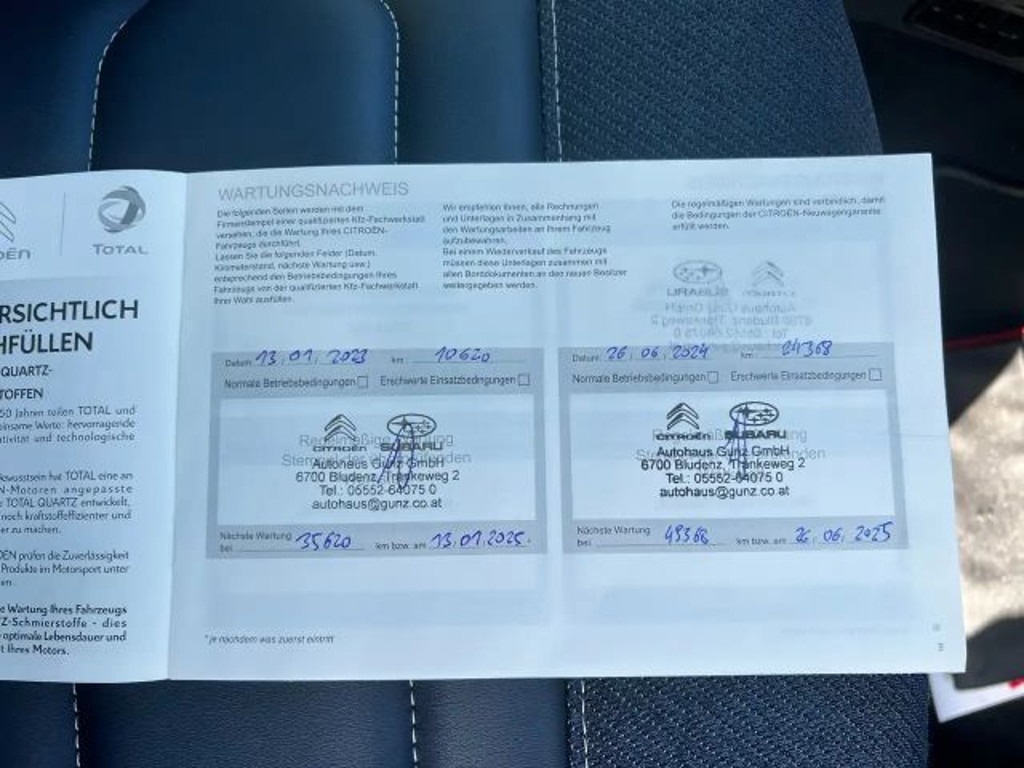 OËN
TOTAL
RSICHTLICH
HFÜLLEN
QUARTZ-
TOFFEN
50 Jahren teilen TOTAL und
einsame Werte: hervorragende
ativität und technologische
ewusstsein hat TOTAL eine an
N-Motoren angepasste
TOTAL QUARTZ entwickelt,
noch kraftstoffeffizienter und
er zu machen.
OËN prüfen die Zuverlässigkeit
Produkte im Motorsport unter
en.
e Wartung Ihres Fahrzeugs
Z-Schmierstoffe - dies
optimale Lebensdauer und
t Ihres Motors.
WARTUNGSNACHWEIS
Die folgenden Seiten werden mit dem
Firmenstempel einer qualifizierten Kfz-Fachwerkstatt
versehen, die die Wartung Ihres CITROËN-
Fahrzeugs durchführt.
Lassen Sie die folgenden Felder (Datum,
Kilometerstand, nächste Wartung usw.)
entsprechend den Betriebsbedingungen Ihres
Fahrzeugs von der qualifizierten Kfz-Fachwerkstatt
Ihrer Wahl ausfüllen.
Wir empfehlen Ihnen, alle Rechnungen
und Unterlagen in Zusammenhang mit
den Wartungsarbeiten an Ihrem Fahrzeug
aufzubewahren.
Bei einem Wiederverkauf des Fahrzeugs
müssen diese Unterlagen zusammen mit
allen Borddokumenten an den neuen Besitzer
weitergegeben werden.
Die regelmäßigen Wartungen sind verbindlich, damit
die Bedingungen der CITROËN-Neuwagengarantie
erfüllt werden.
Datum 13.01.2023 km 10620
Normale Betriebsbedingungen Erschwerte Einsatzbedingungen
Regelmäßige Wartung
CITROËN SUBARU
Stempel der
Autohaus Gunz GmbH
6700 Bludenz, Trankeweg 2
Tel.: 05552-64075 0
autohaus@gunz.co.at
Nächste Wartung
bei 35620 km bzw. am 13.01.2025.
Datum 26.06.2024 km 24368
Normale Betriebsbedingungen Erschwerte Einsatzbedingungen
CITROËN SUBARU
Autohaus Gunz GmbH
6700 Bludenz, Trankeweg 2
Tel.: 05552-64075 0
autohaus@gunz.co.at
Nächste Wartung
bei 49368 km bzw. am 26.06.2025
* je nachdem was zuerst eintritt